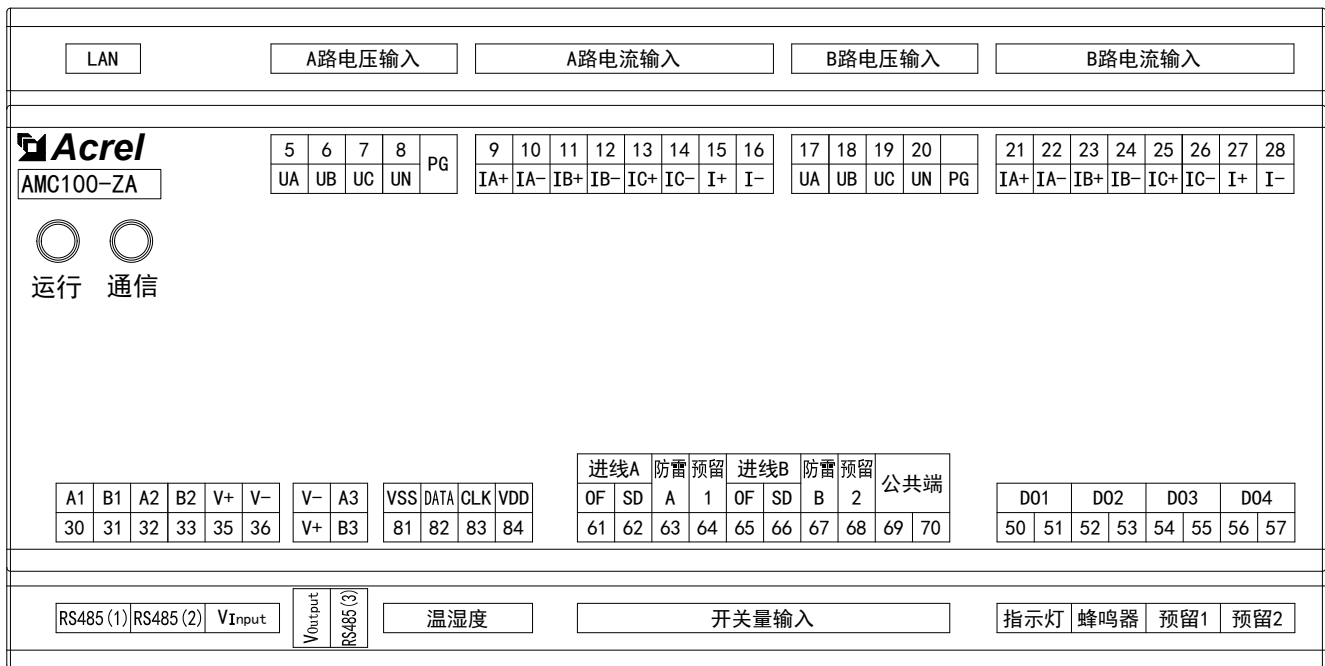 LAN A路电压输入 A路电流输入 B路电压输入 B路电流输入
Acrel
AMC100-ZA
5 6 7 8 PG 9 10 11 12 13 14 15 16 17 18 19 20 21 22 23 24 25 26 27 28
UA UB UC UN IA+ IA- IB+ IB- IC+ IC- I+ I- UA UB UC UN PG IA+ IA- IB+ IB- IC+ IC- I+ I-
运行 通信
进线A 防雷 预留 进线B 防雷 预留 公共端
A1 B1 A2 B2 V+ V- V- A3 VSS DATA CLK VDD OF SD A 1 OF SD B 2 DO1 DO2 DO3 DO4
30 31 32 33 35 36 V+ B3 81 82 83 84 61 62 63 64 65 66 67 68 69 70 50 51 52 53 54 55 56 57
RS485(1) RS485(2) VInput VOutput RS485(3) 温湿度 开关量输入 指示灯 蜂鸣器 预留1 预留2